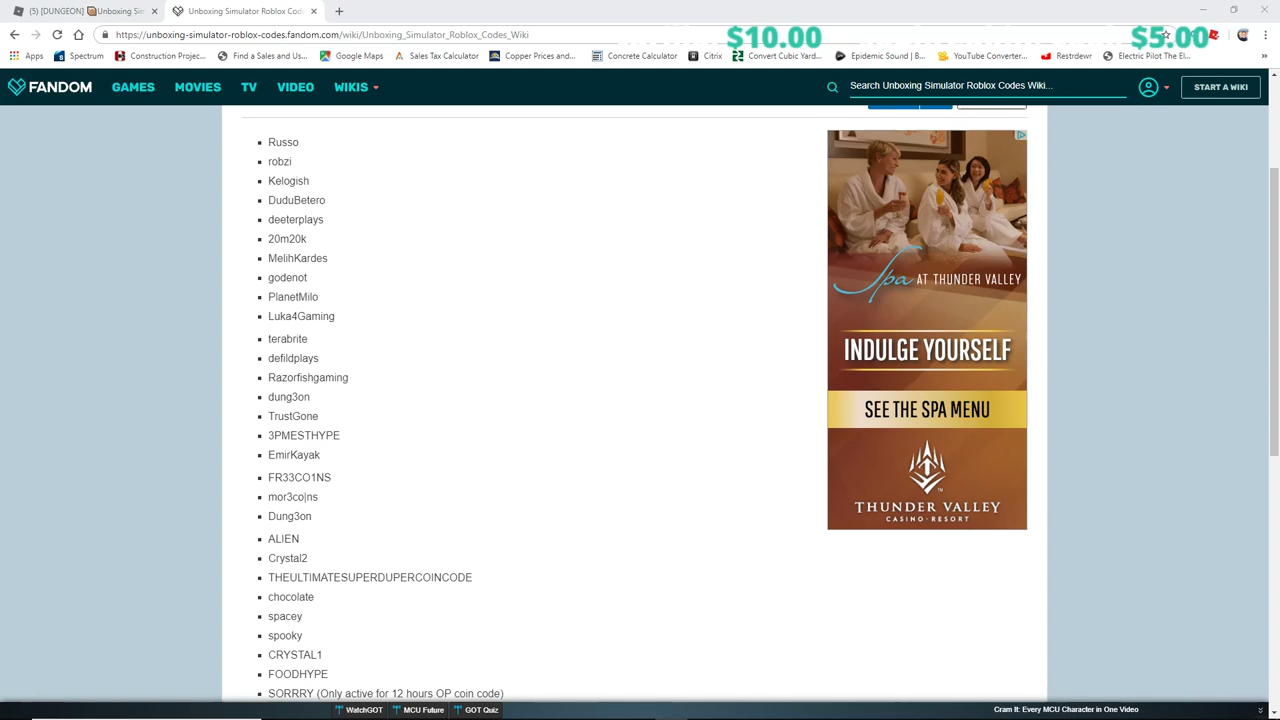 (5) [DUNGEON] Unboxing Sim
Unboxing Simulator Roblox Codes
https://unboxing-simulator-roblox-codes.fandom.com/wiki/Unboxing_Simulator_Roblox_Codes_Wiki
$10.00
$5.00
Apps
Spectrum
Construction Projec...
Find a Sales and Us...
Google Maps
Sales Tax Calculator
Copper Prices and...
Concrete Calculator
Citrix
Convert Cubic Yard...
Epidemic Sound | B...
YouTube Converter...
Restrdewr
Electric Pilot The El...
FANDOM
GAMES
MOVIES
TV
VIDEO
WIKIS
Search Unboxing Simulator Roblox Codes Wiki...
START A WIKI
Russo
robzi
Kelogish
DuduBetero
deeterplays
20m20k
MelihKardes
godenot
PlanetMilo
Luka4Gaming
terabrite
defildplays
Razorfishgaming
dung3on
TrustGone
3PMESTHYPE
EmirKayak
FR33CO1NS
mor3co|ns
Dung3on
ALIEN
Crystal2
THEULTIMATESUPERDUPERCOINCODE
chocolate
spacey
spooky
CRYSTAL1
FOODHYPE
SORRRY (Only active for 12 hours OP coin code)
Spa AT THUNDER VALLEY
INDULGE YOURSELF
SEE THE SPA MENU
THUNDER VALLEY
CASINO · RESORT
WatchGOT
MCU Future
GOT Quiz
Cram It: Every MCU Character in One Video